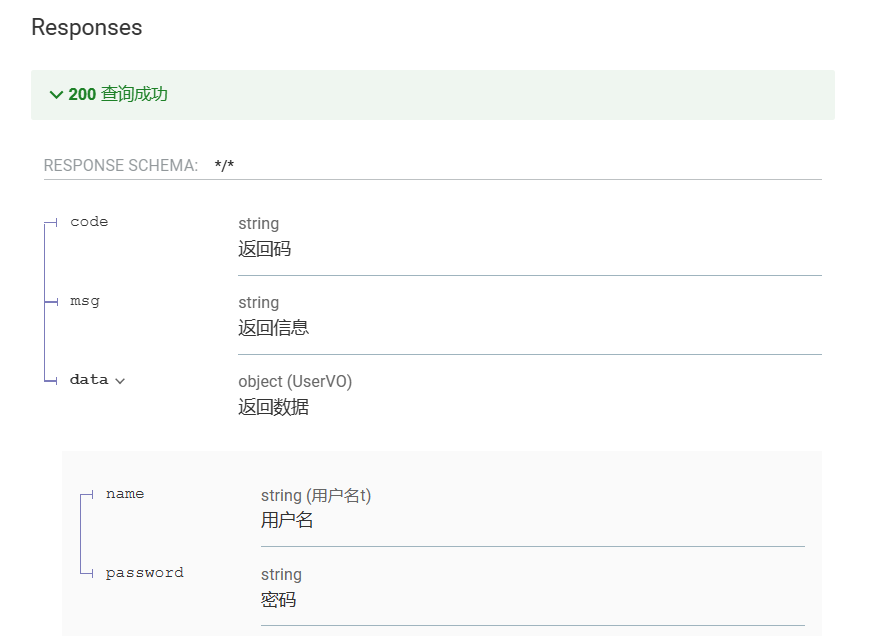 Responses
200 查询成功
RESPONSE SCHEMA: */*
code
string
返回码
msg
string
返回信息
data
object (UserVO)
返回数据
name
string (用户名t)
用户名
password
string
密码